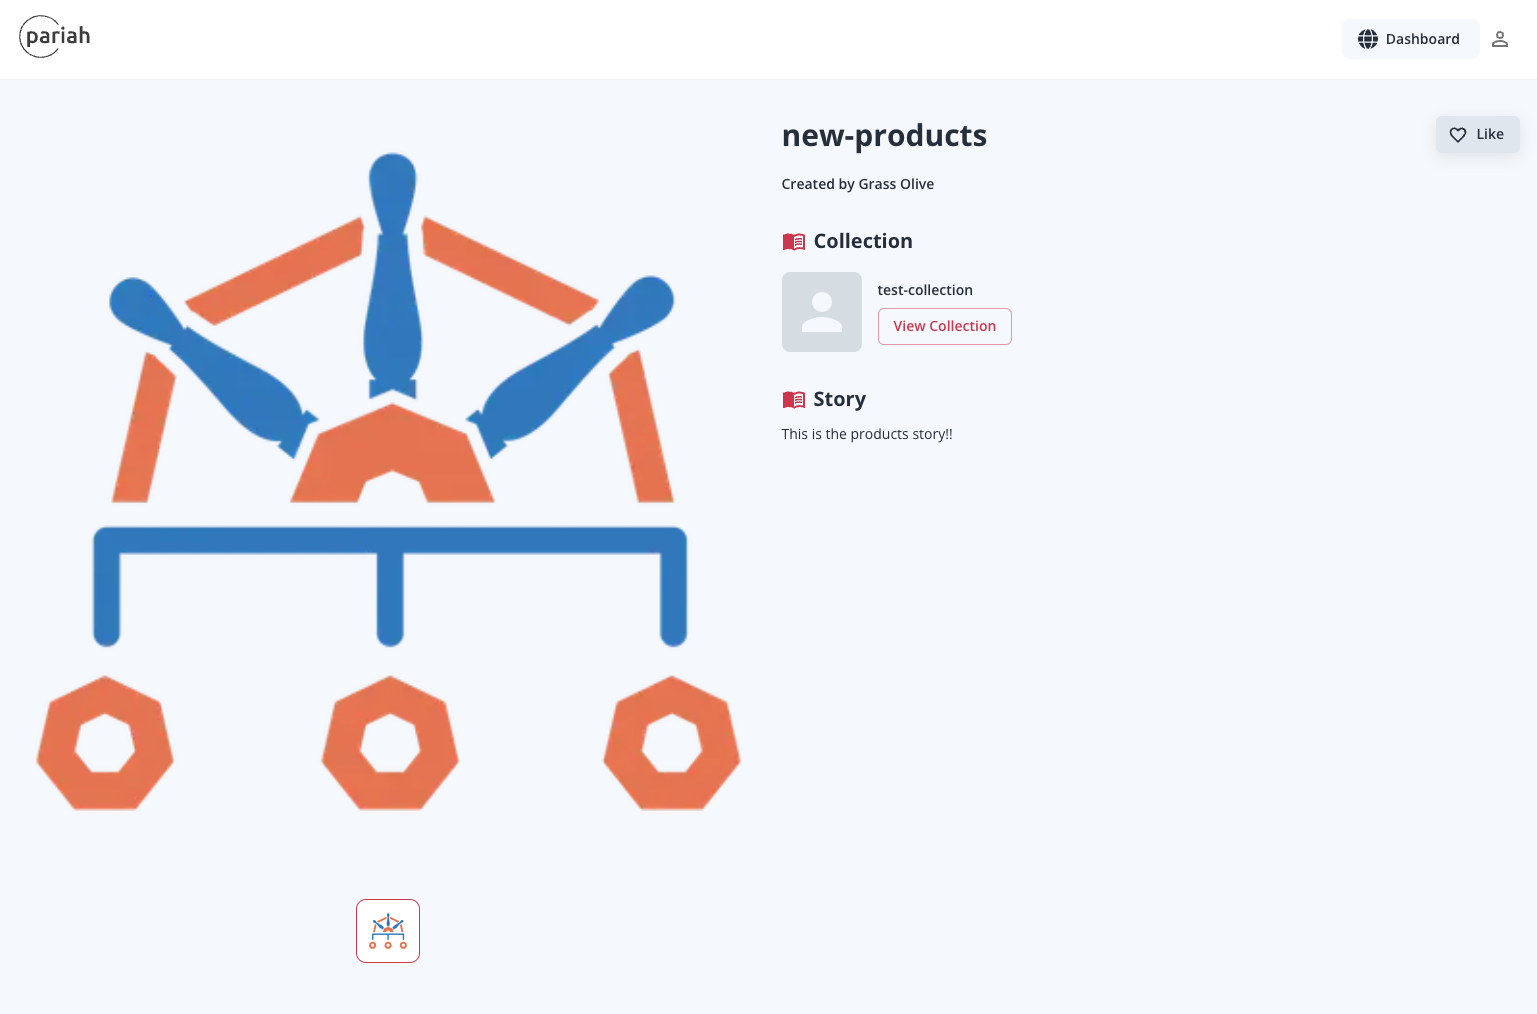 pariah
Dashboard
new-products
Like
Created by Grass Olive
Collection
test-collection
View Collection
Story
This is the products story!!